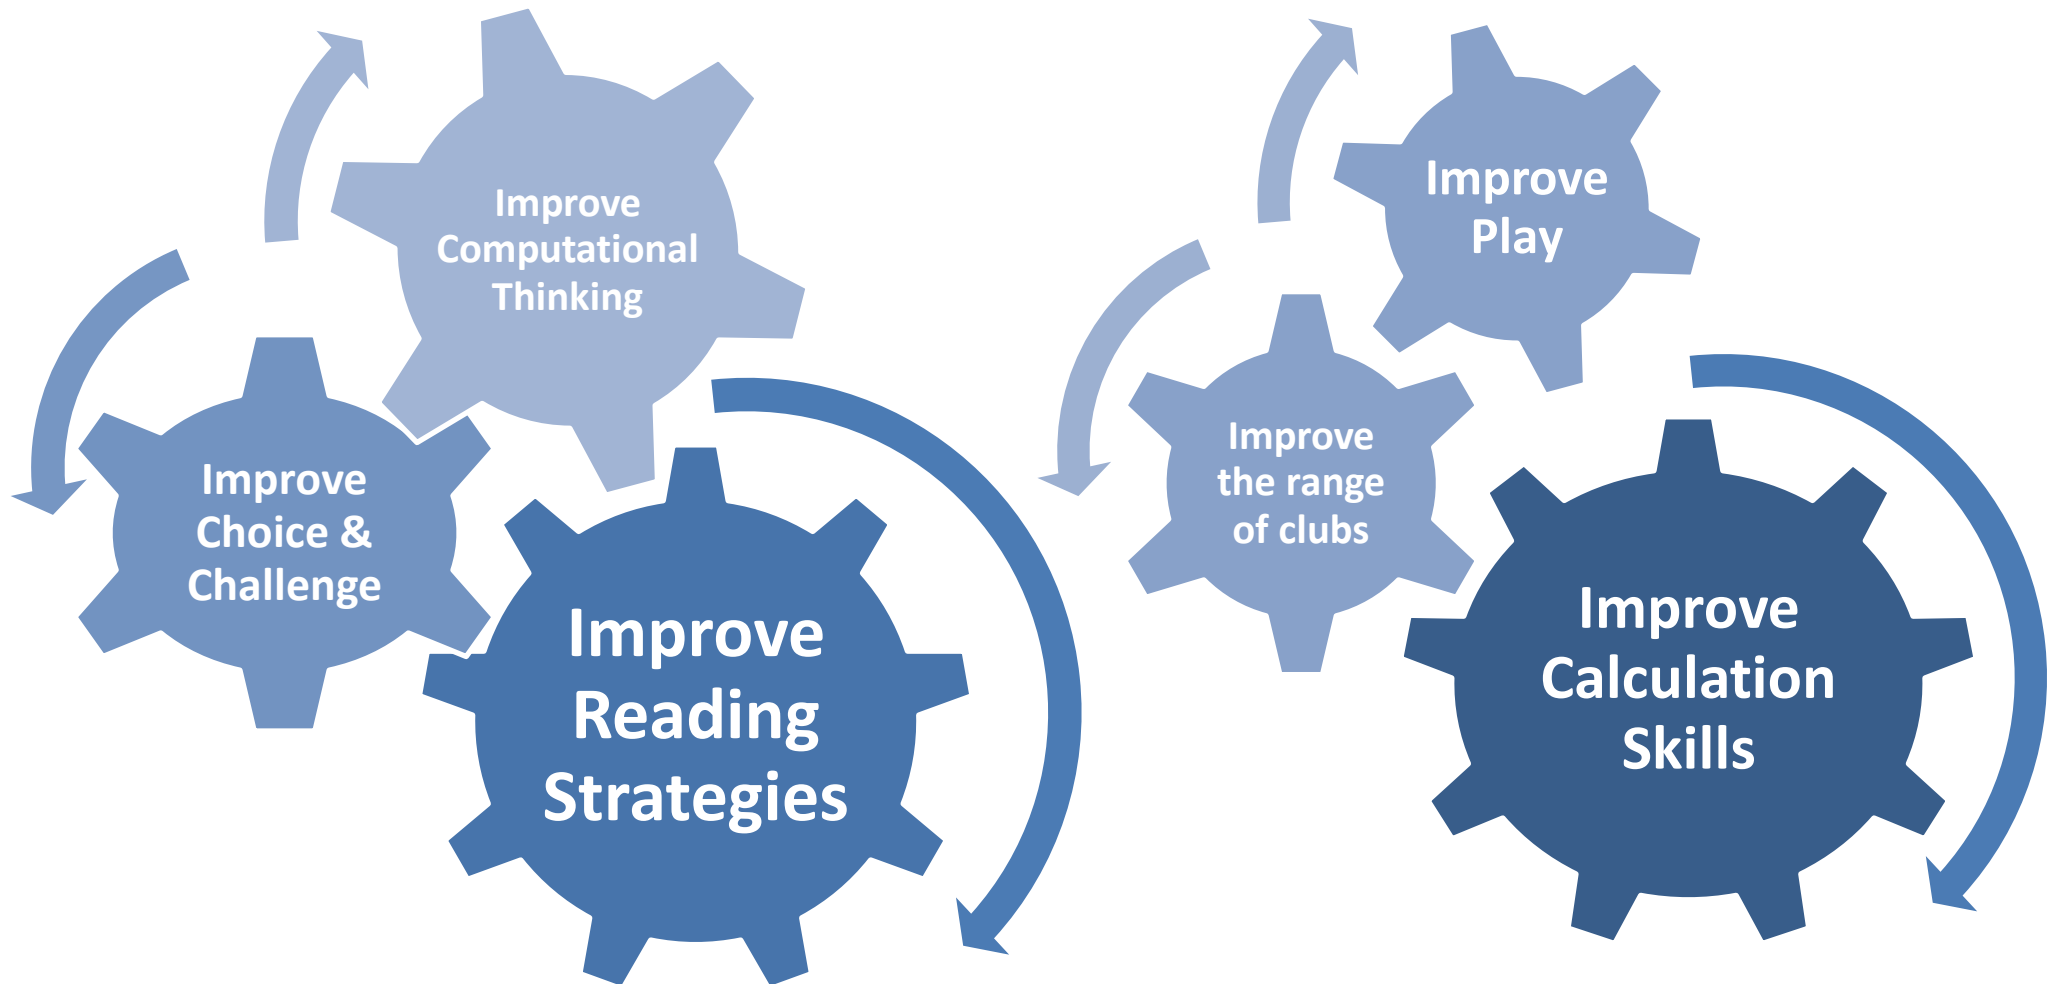 Improve
Computational
Thinking
Improve
Choice &
Challenge
Improve
Reading
Strategies
Improve
Play
Improve
the range
of clubs
Improve
Calculation
Skills